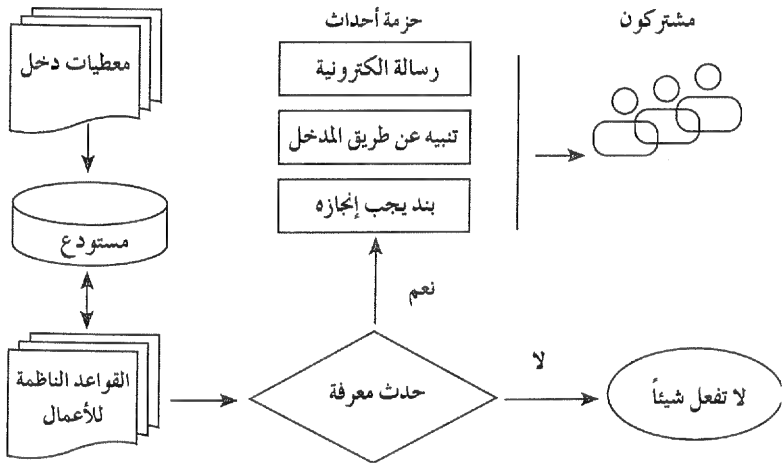 حزمة أحداث
مشتركون
معطيات دخل
رسالة الكترونية
تنبيه عن طريق المدخل
بند يجب إنجازه
مستودع
نعم
القواعد الناظمة
للأعمال
حدث معرفة
لا
لا تفعل شيئاً